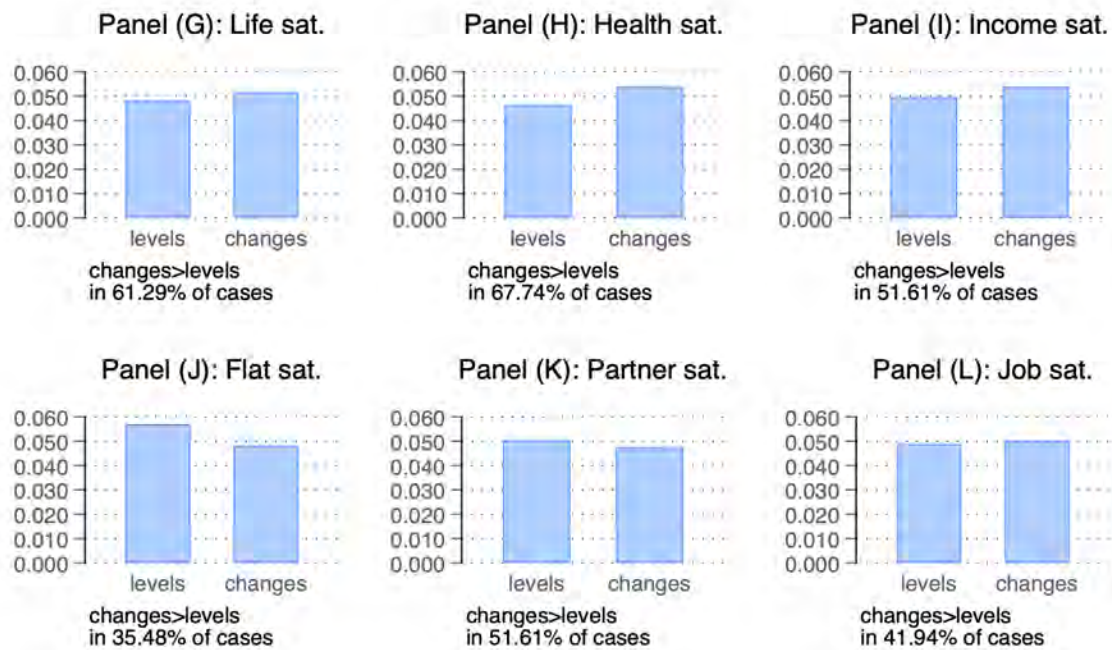 Panel (G): Life sat.
0.060
0.050
0.040
0.030
0.020
0.010
0.000
levels changes
changes>levels
in 61.29% of cases
Panel (H): Health sat.
0.060
0.050
0.040
0.030
0.020
0.010
0.000
levels changes
changes>levels
in 67.74% of cases
Panel (I): Income sat.
0.060
0.050
0.040
0.030
0.020
0.010
0.000
levels changes
changes>levels
in 51.61% of cases
Panel (J): Flat sat.
0.060
0.050
0.040
0.030
0.020
0.010
0.000
levels changes
changes>levels
in 35.48% of cases
Panel (K): Partner sat.
0.060
0.050
0.040
0.030
0.020
0.010
0.000
levels changes
changes>levels
in 51.61% of cases
Panel (L): Job sat.
0.060
0.050
0.040
0.030
0.020
0.010
0.000
levels changes
changes>levels
in 41.94% of cases